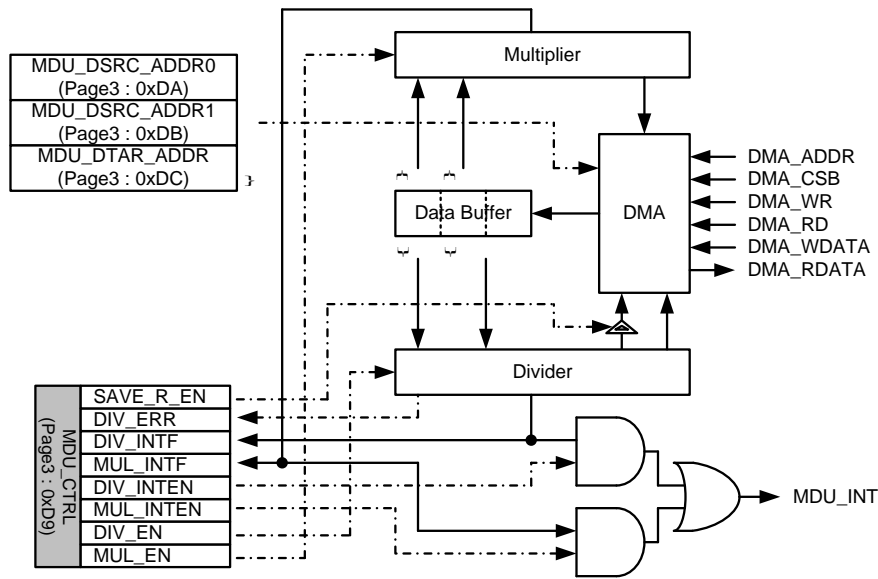 Multiplier
MDU_DSRC_ADDR0
(Page3 : 0xDA)
MDU_DSRC_ADDR1
(Page3 : 0xDB)
MDU_DTAR_ADDR
(Page3 : 0xDC)
}
DMA_ADDR
DMA_CSB
DMA_WR
DMA_RD
DMA_WDATA
DMA_RDATA
Data Buffer
DMA
Divider
MDU_CTRL
(Page3 : 0xD9)
SAVE_R_EN
DIV_ERR
DIV_INTF
MUL_INTF
DIV_INTEN
MUL_INTEN
DIV_EN
MUL_EN
MDU_INT